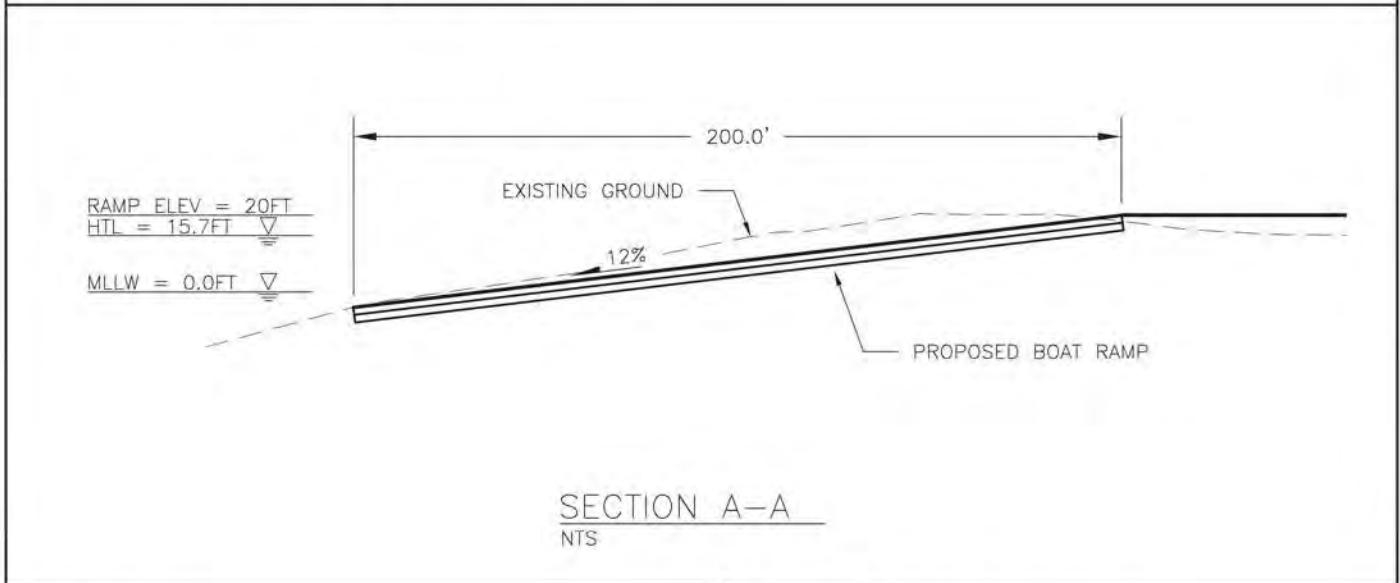 200.0'
EXISTING GROUND
RAMP ELEV = 20FT
HTL = 15.7FT
12%
MLLW = 0.0FT
PROPOSED BOAT RAMP
SECTION A-A
NTS